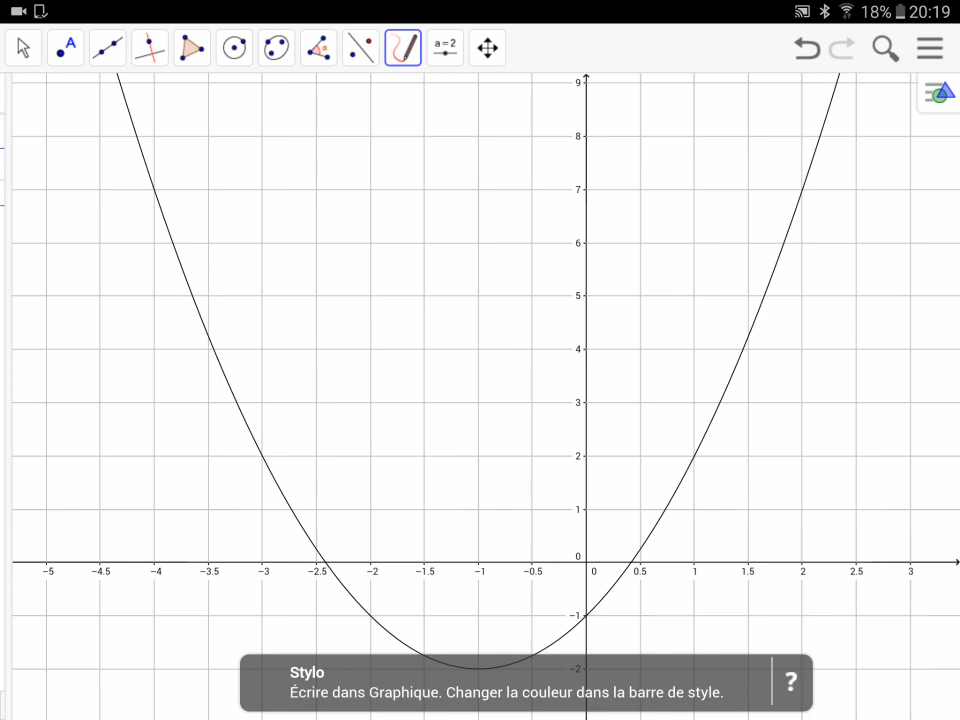 18% 20:19
A
α
a=2
9
8
7
6
5
4
3
2
1
0
−5 −4.5 −4 −3.5 −3 −2.5 −2 −1.5 −1 −0.5 0 0.5 1 1.5 2 2.5 3
−1
−2
Stylo
Écrire dans Graphique. Changer la couleur dans la barre de style.
?